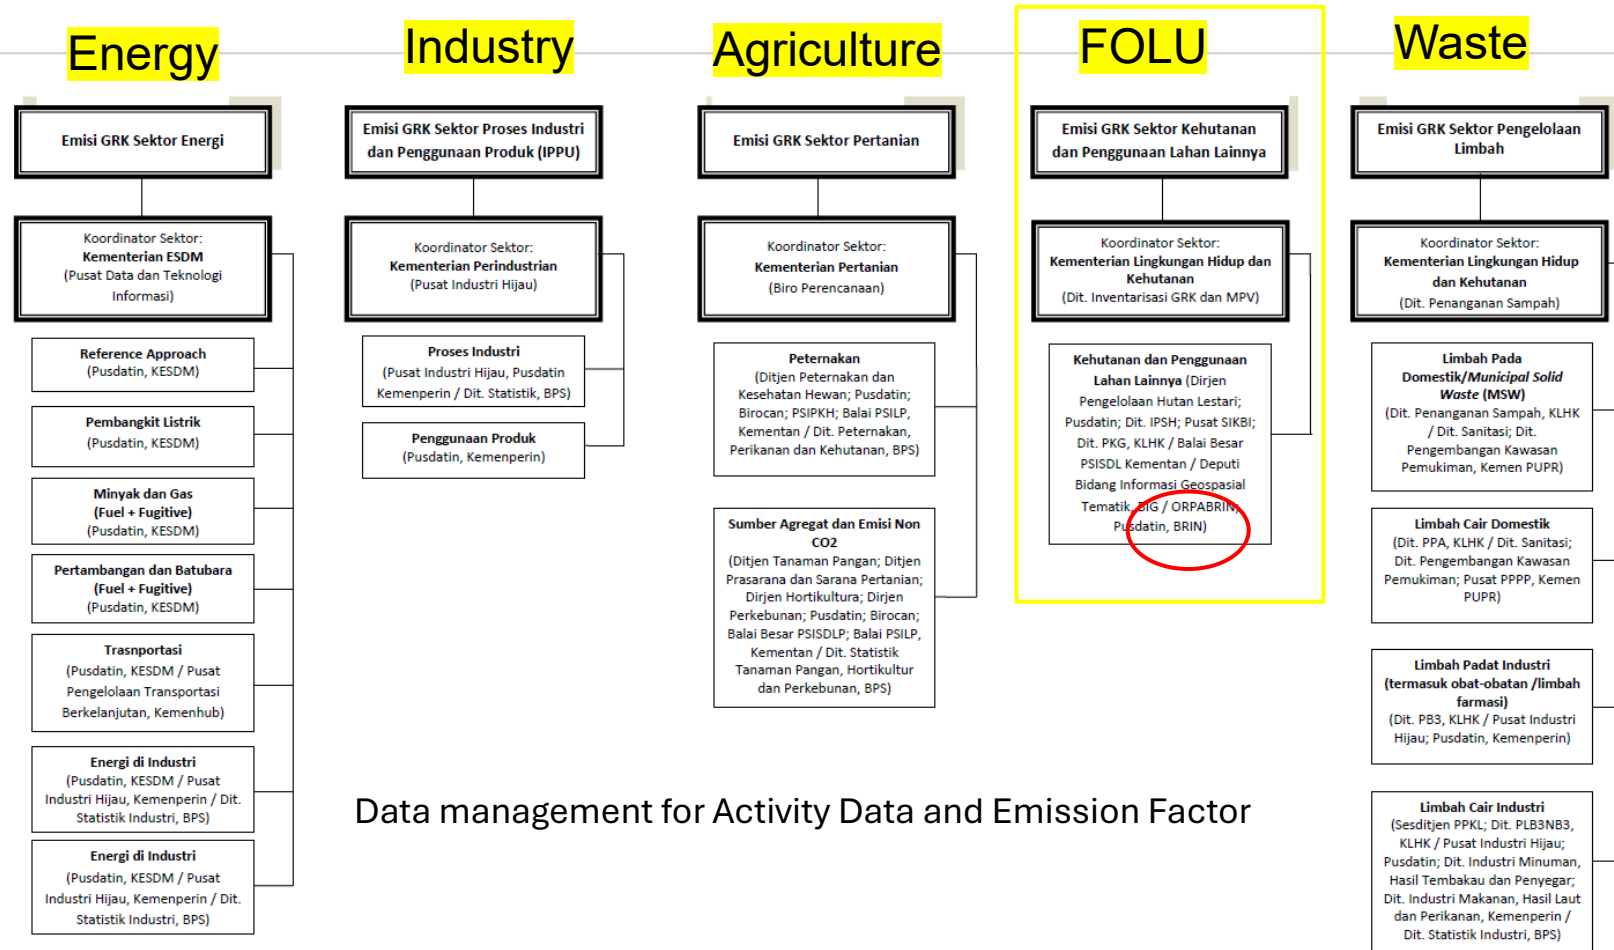 Energy
Industry
Agriculture
FOLU
Waste
Emisi GRK Sektor Energi
Koordinator Sektor:
Kementerian ESDM
(Pusat Data dan Teknologi
Informasi)
Reference Approach
(Pusdatin, KESDM)
Pembangkit Listrik
(Pusdatin, KESDM)
Minyak dan Gas
(Fuel + Fugitive)
(Pusdatin, KESDM)
Pertambangan dan Batubara
(Fuel + Fugitive)
(Pusdatin, KESDM)
Trasnportasi
(Pusdatin, KESDM / Pusat
Pengelolaan Transportasi
Berkelanjutan, Kemenhub)
Energi di Industri
(Pusdatin, KESDM / Pusat
Industri Hijau, Kemenperin / Dit.
Statistik Industri, BPS)
Energi di Industri
(Pusdatin, KESDM / Pusat
Industri Hijau, Kemenperin / Dit.
Statistik Industri, BPS)
Emisi GRK Sektor Proses Industri
dan Penggunaan Produk (IPPU)
Koordinator Sektor:
Kementerian Perindustrian
(Pusat Industri Hijau)
Proses Industri
(Pusat Industri Hijau, Pusdatin
Kemenperin / Dit. Statistik, BPS)
Penggunaan Produk
(Pusdatin, Kemenperin)
Emisi GRK Sektor Pertanian
Koordinator Sektor:
Kementerian Pertanian
(Biro Perencanaan)
Peternakan
(Ditjen Peternakan dan
Kesehatan Hewan; Pusdatin;
Birocan; PSIPKH; Balai PSILP,
Kementan / Dit. Peternakan,
Perikanan dan Kehutanan, BPS)
Sumber Agregat dan Emisi Non
CO2
(Ditjen Tanaman Pangan; Ditjen
Prasarana dan Sarana Pertanian;
Dirjen Hortikultura; Dirjen
Perkebunan; Pusdatin; Birocan;
Balai Besar PSISDLP; Balai PSILP,
Kementan / Dit. Statistik
Tanaman Pangan, Hortikultur
dan Perkebunan, BPS)
Emisi GRK Sektor Kehutanan
dan Penggunaan Lahan Lainnya
Koordinator Sektor:
Kementerian Lingkungan Hidup dan
Kehutanan
(Dit. Inventarisasi GRK dan MPV)
Kehutanan dan Penggunaan
Lahan Lainnya (Dirjen
Pengelolaan Hutan Lestari;
Pusdatin; Dit. IPSH; Pusat SIKBI;
Dit. PKG, KLHK / Balai Besar
PSISDL Kementan / Deputi
Bidang Informasi Geospasial
Tematik, BIG / ORPABRIN;
Pusdatin, BRIN)
Emisi GRK Sektor Pengelolaan
Limbah
Koordinator Sektor:
Kementerian Lingkungan Hidup
dan Kehutanan
(Dit. Penanganan Sampah)
Limbah Pada
Domestik/Municipal Solid
Waste (MSW)
(Dit. Penanganan Sampah, KLHK
/ Dit. Sanitasi; Dit.
Pengembangan Kawasan
Pemukiman, Kemen PUPR)
Limbah Cair Domestik
(Dit. PPA, KLHK / Dit. Sanitasi;
Dit. Pengembangan Kawasan
Pemukiman; Pusat PPPP, Kemen
PUPR)
Limbah Padat Industri
(termasuk obat-obatan /limbah
farmasi)
(Dit. PB3, KLHK / Pusat Industri
Hijau; Pusdatin, Kemenperin)
Limbah Cair Industri
(Sesditjen PPKL; Dit. PLB3NB3,
KLHK / Pusat Industri Hijau;
Pusdatin; Dit. Industri Minuman,
Hasil Tembakau dan Penyegar;
Dit. Industri Makanan, Hasil Laut
dan Perikanan, Kemenperin /
Dit. Statistik Industri, BPS)
Data management for Activity Data and Emission Factor